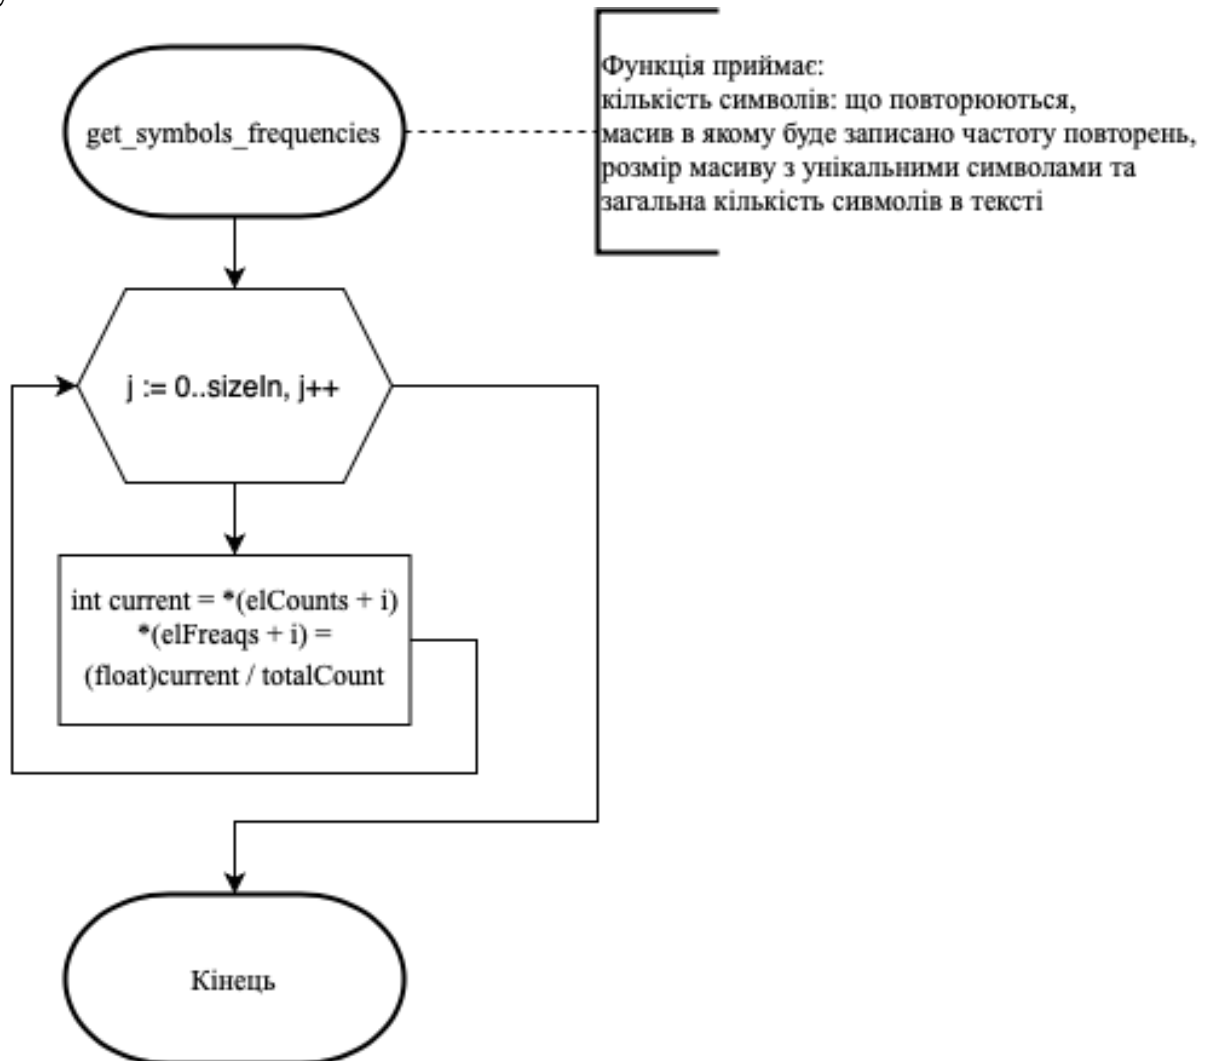 get_symbols_frequencies
Функція приймає:
кількість символів: що повторюються,
масив в якому буде записано частоту повторень,
розмір масиву з унікальними символами та
загальна кількість сивмолів в тексті
j := 0..sizeIn, j++
int current = *(elCounts + i)
*(elFreaqs + i) =
(float)current / totalCount
Кінець